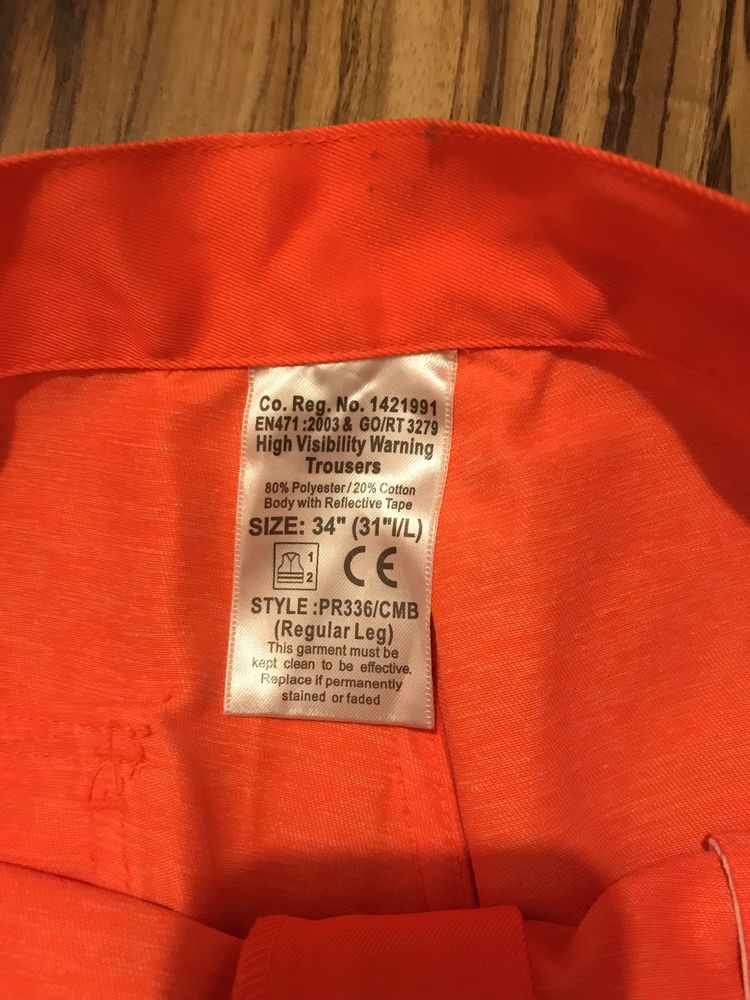 Co. Reg. No. 1421991
EN471 :2003 & GO/RT 3279
High Visibility Warning
Trousers
80% Polyester / 20% Cotton
Body with Reflective Tape
SIZE: 34" (31"I/L)
1
2
CE
STYLE :PR336/CMB
(Regular Leg)
This garment must be
kept clean to be effective.
Replace if permanently
stained or faded